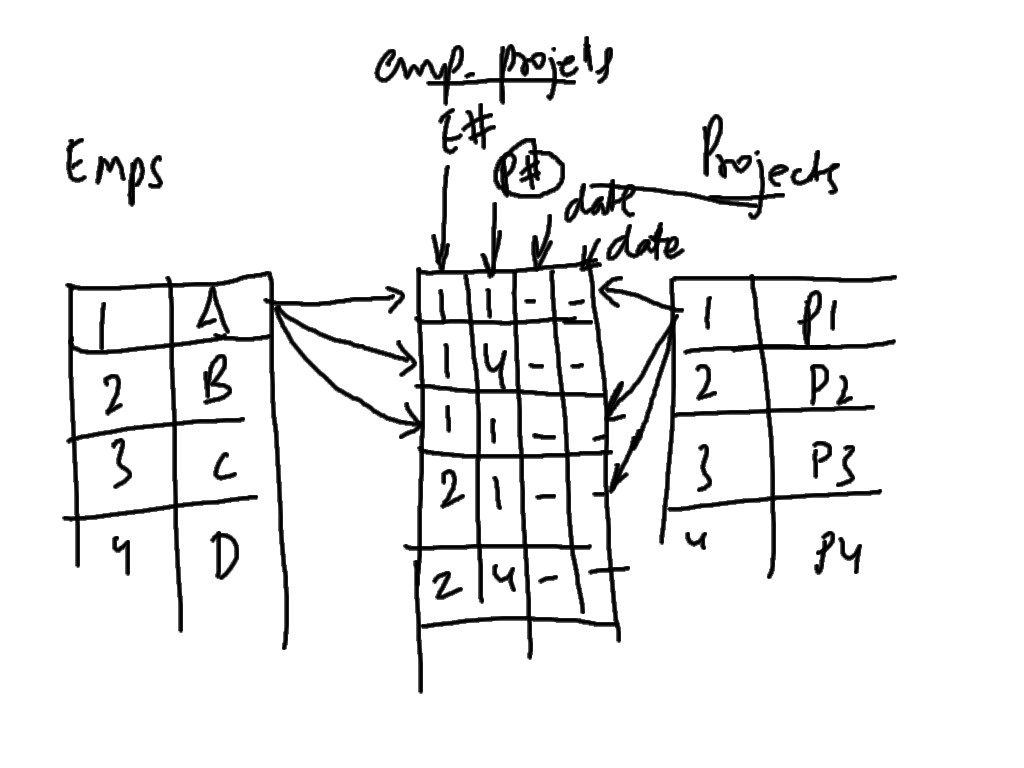 emp_projets
E#
P#
Emps
Projects
date
date
1 A
2 B
3 C
4 D
1 1 - -
1 4 - -
1 1 - -
2 1 - -
2 4 - -
1 P1
2 P2
3 P3
4 P4